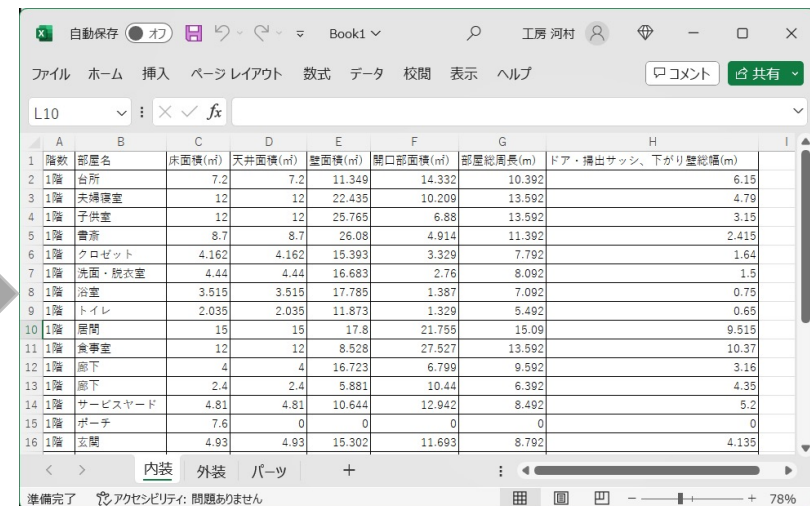 自動保存 オフ Book1 工房 河村
ファイル ホーム 挿入 ページ レイアウト 数式 データ 校閲 表示 ヘルプ コメント 共有
L10 fx
A B C D E F G H I
1 階数 部屋名 床面積(㎡) 天井面積(㎡) 壁面積(㎡) 開口部面積(㎡) 部屋総周長(m) ドア・掃出サッシ、下がり壁総幅(m)
2 1階 台所 7.2 7.2 11.349 14.332 10.392 6.15
3 1階 夫婦寝室 12 12 22.435 10.209 13.592 4.79
4 1階 子供室 12 12 25.765 6.88 13.592 3.15
5 1階 書斎 8.7 8.7 26.08 4.914 11.392 2.415
6 1階 クロゼット 4.162 4.162 15.393 3.329 7.792 1.64
7 1階 洗面・脱衣室 4.44 4.44 16.683 2.76 8.092 1.5
8 1階 浴室 3.515 3.515 17.785 1.387 7.092 0.75
9 1階 トイレ 2.035 2.035 11.873 1.329 5.492 0.65
10 1階 居間 15 15 17.8 21.755 15.09 9.515
11 1階 食事室 12 12 8.528 27.527 13.592 10.37
12 1階 廊下 4 4 16.723 6.799 9.592 3.16
13 1階 廊下 2.4 2.4 5.881 10.44 6.392 4.35
14 1階 サービスヤード 4.81 4.81 10.644 12.942 8.492 5.2
15 1階 ポーチ 7.6 0 0 0 0 0
16 1階 玄関 4.93 4.93 15.302 11.693 8.792 4.135
内装 外装 パーツ
準備完了 アクセシビリティ: 問題ありません 78%